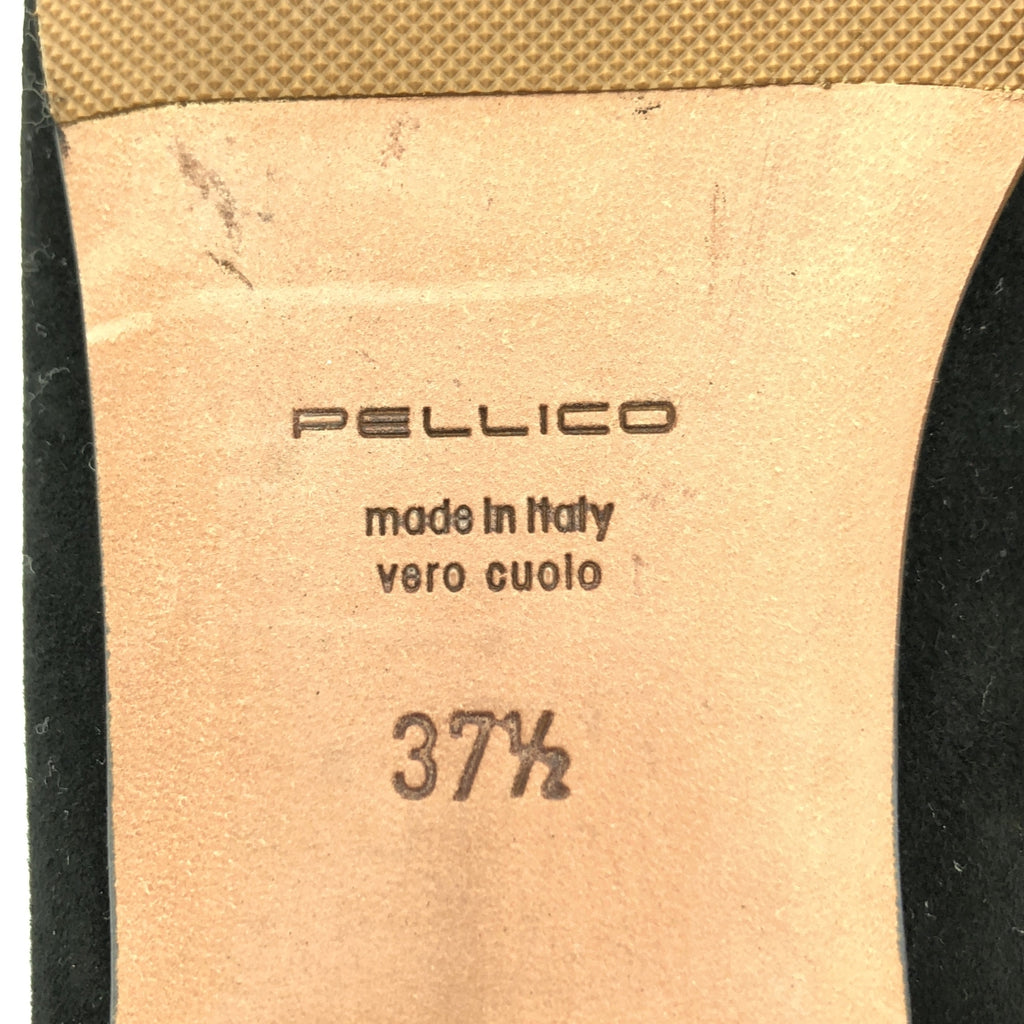 PELLICO
made in Italy
vero cuoio
37½